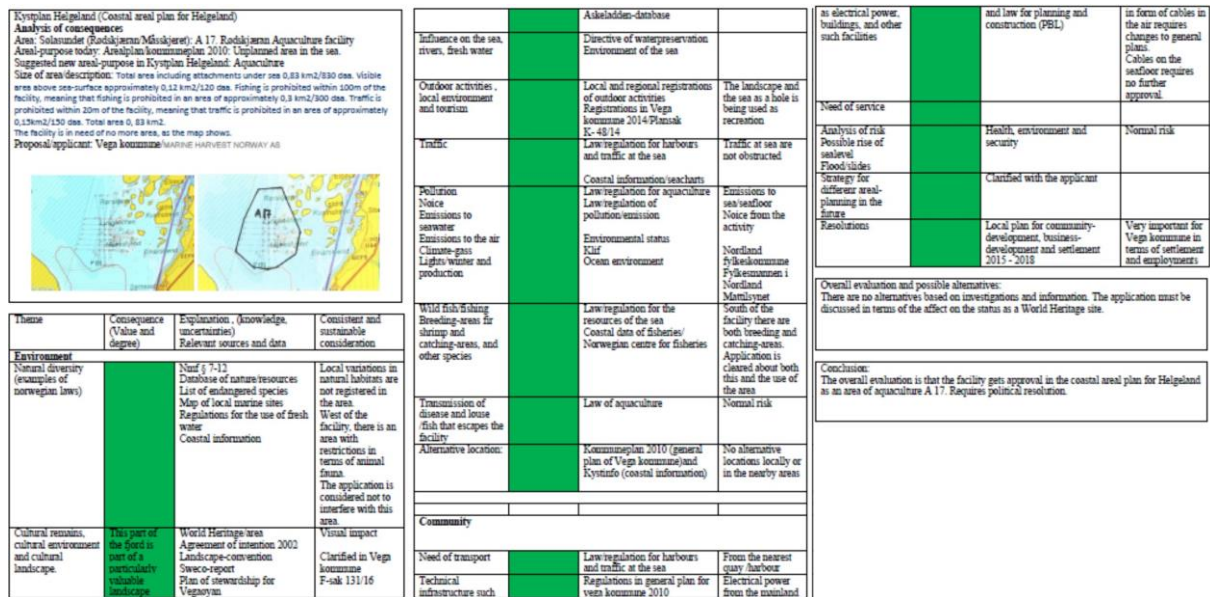 Kystplan Helgeland (Coastal areal plan for Helgeland)
Analysis of consequences
Area: Sølasundet (Rødskjæran/Måsskjeret): A 17. Rødskjæran Aquaculture facility
Areal-purpose today: Arealplan/kommuneplan 2010: Unplanned area in the sea.
Suggested new areal-purpose in Kystplan Helgeland: Aquaculture
Size of area/description: Total area including attachments under sea 0,83 km2/830 daa. Visible
area above sea-surface approximately 0,12 km2/120 daa. Fishing is prohibited within 100m of the
facility, meaning that fishing is prohibited in an area of approximately 0,3 km2/300 daa. Traffic is
prohibited within 20m of the facility, meaning that traffic is prohibited in an area of approximately
0,15km2/150 daa. Total area 0, 83 km2.
The facility is in need of no more area, as the map shows.
Proposal/applicant: Vega kommune/MARINE HARVEST NORWAY AS
Theme
Consequence
(Value and
degree)
Explanation , (knowledge,
uncertainties)
Relevant sources and data
Consistent and
sustainable
consideration
Environment
Natural diversity
(examples of
norwegian laws)
Nmf § 7-12
Database of nature/resources
List of endangered species
Map of local marine sites
Regulations for the use of fresh
water
Coastal information
Local variations in
natural habitats are
not registered in
the area.
West of the
facility, there is an
area with
restrictions in
terms of animal
fauna.
The application is
considered not to
interfere with this
area.
Cultural remains,
cultural environment
and cultural
landscape.
This part of
the fjord is
part of a
particularly
valuable
landscape
World Heritage/area
Agreement of intention 2002
Landscape-convention
Sweco-report
Plan of stewardship for
Vegaøyan
Visual impact
Clarified in Vega
kommune
F-sak 131/16
Askeladden-database
Influence on the sea,
rivers, fresh water
Directive of waterpreservation
Environment of the sea
Outdoor activities ,
local environment
and tourism
Local and regional registrations
of outdoor activities
Registrations in Vega
kommune 2014/Plansak
K- 48/14
The landscape and
the sea as a hole is
being used as
recreation
Traffic
Law/regulation for harbours
and traffic at the sea
Coastal information/seacharts
Traffic at sea are
not obstructed
Pollution
Noice
Emissions to
seawater
Emissions to the air
Climate-gass
Lights/winter and
production
Law/regulation for aquaculture
Law/regulation of
pollution/emission
Environmental status
Klif
Ocean environment
Emissions to
sea/seafloor
Noice from the
activity
Nordland
fylkeskommune
Fylkesmannen i
Nordland
Mattilsynet
Wild fish/fishing
Breeding-areas fir
shrimp and
catching-areas, and
other species
Law/regulation for the
resources of the sea
Coastal data of fisheries/
Norwegian centre for fisheries
South of the
facility there are
both breeding and
catching-areas.
Application is
cleared about both
this and the use of
the area
Transmission of
disease and louse
/fish that escapes the
facility
Law of aquaculture
Normal risk
Alternative location:
Kommuneplan 2010 (general
plan of Vega kommune)and
Kystinfo (coastal information)
No alternative
locations locally or
in the nearby areas
Community
Need of transport
Law/regulation for harbours
and traffic at the sea
From the nearest
quay /harbour
Technical
infrastructure such
Regulations in general plan for
vega kommune 2010
Electrical power
from the mainland
as electrical power,
buildings, and other
such facilities
and law for planning and
construction (PBL)
in form of cables in
the air requires
changes to general
plans.
Cables on the
seafloor requires
no further
approval.
Need of service
Analysis of risk
Possible rise of
sealevel
Flood/slides
Health, environment and
security
Normal risk
Strategy for
different areal-
planning in the
future
Clarified with the applicant
Resolutions
Local plan for community-
development, business-
development and settlement
2015 - 2018
Very important for
Vega kommune in
terms of settlement
and employments
Overall evaluation and possible alternatives:
There are no alternatives based on investigations and information. The application must be
discussed in terms of the affect on the status as a World Heritage site.
Conclusion:
The overall evaluation is that the facility gets approval in the coastal areal plan for Helgeland
as an area of aquaculture A 17. Requires political resolution.